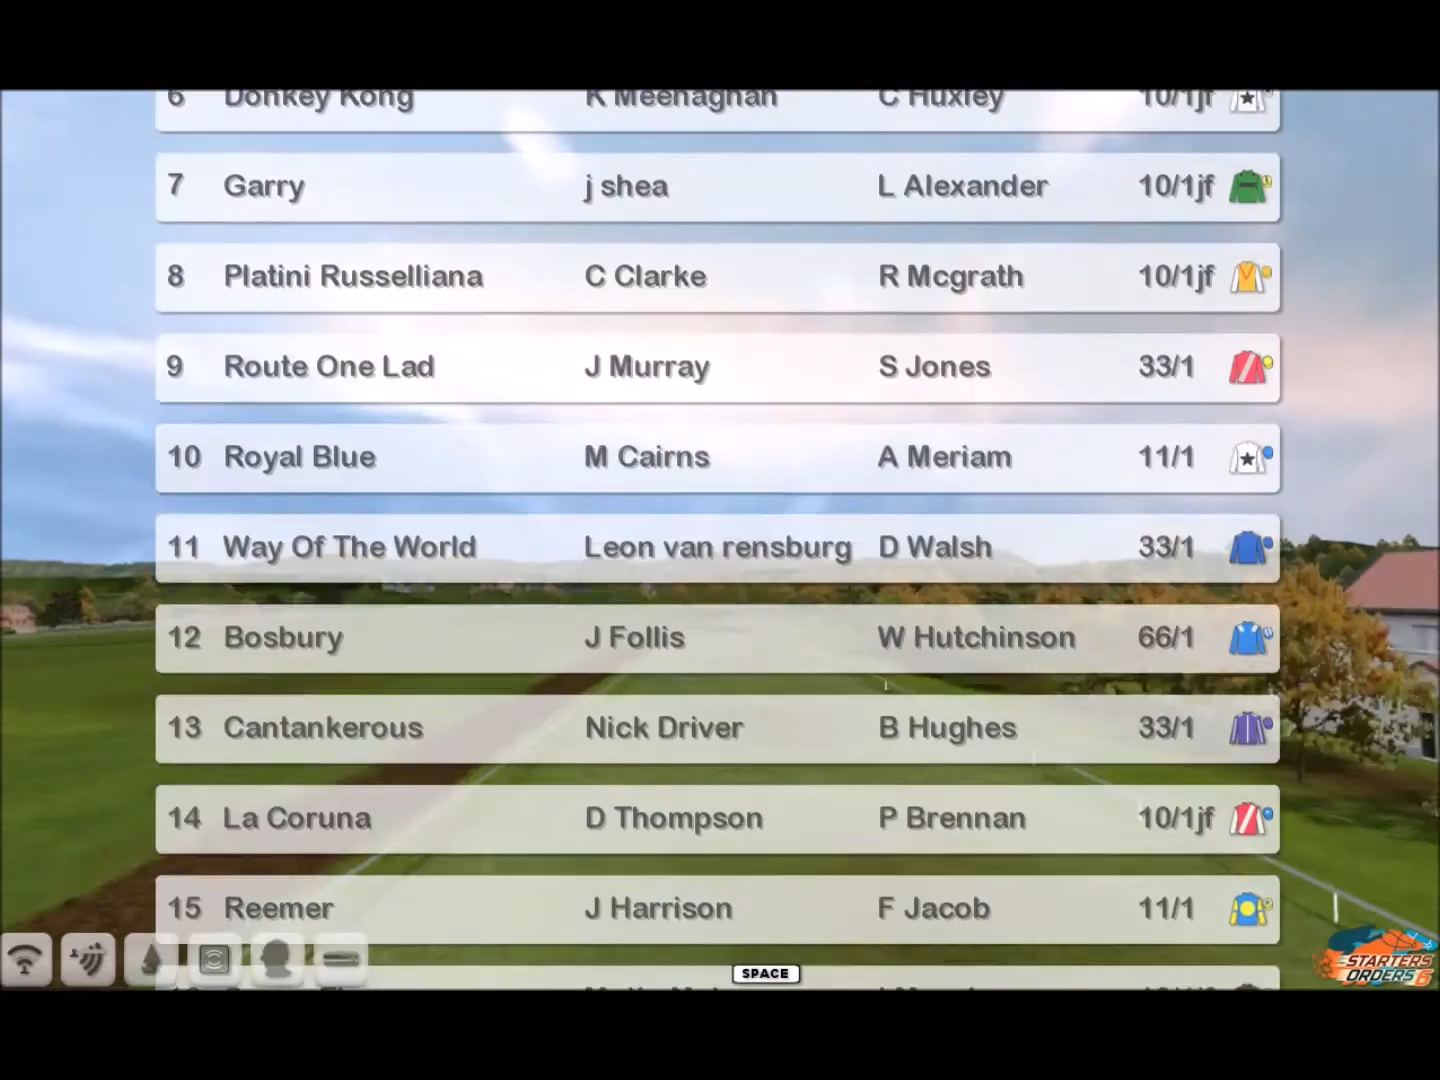 6 Donkey Kong K Meenaghan C Huxley 10/1jf
7 Garry j shea L Alexander 10/1jf
8 Platini Russelliana C Clarke R Mcgrath 10/1jf
9 Route One Lad J Murray S Jones 33/1
10 Royal Blue M Cairns A Meriam 11/1
11 Way Of The World Leon van rensburg D Walsh 33/1
12 Bosbury J Follis W Hutchinson 66/1
13 Cantankerous Nick Driver B Hughes 33/1
14 La Coruna D Thompson P Brennan 10/1jf
15 Reemer J Harrison F Jacob 11/1
SPACE
STARTERS
ORDERS 6